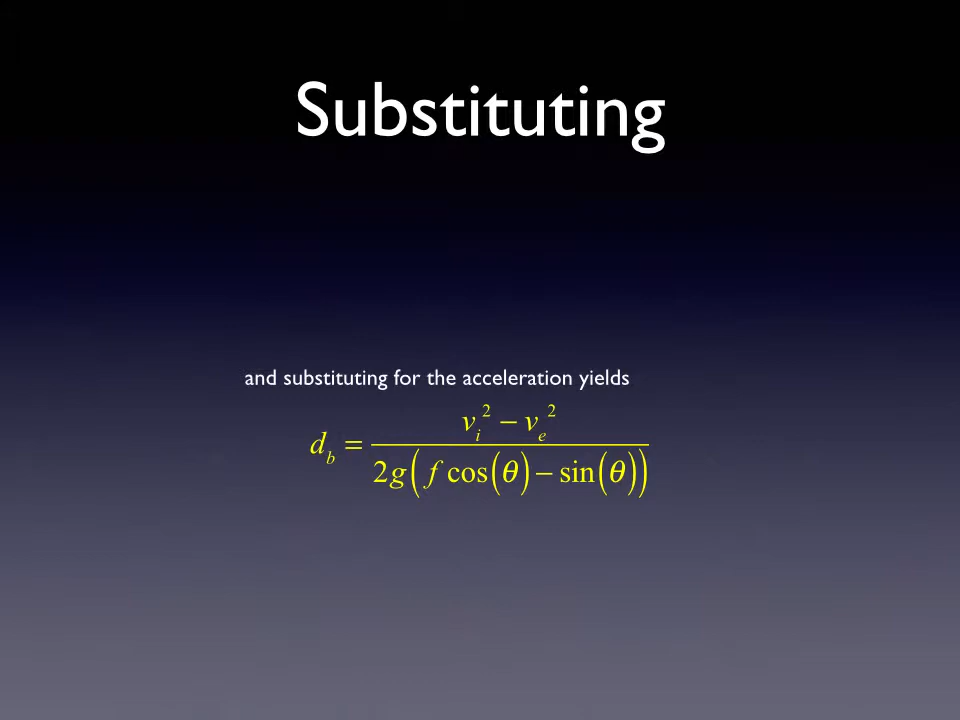 Substituting
and substituting for the acceleration yields
d_b = (v_i^2 − v_e^2) / (2g(f cos(θ) − sin(θ)))